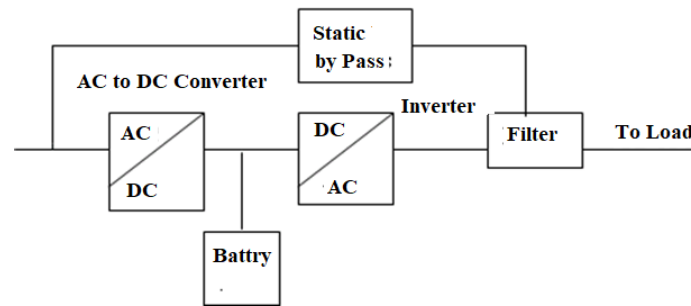 Static
by Pass:
AC to DC Converter
Inverter
AC
DC
DC
AC
Filter
To Load
Battry